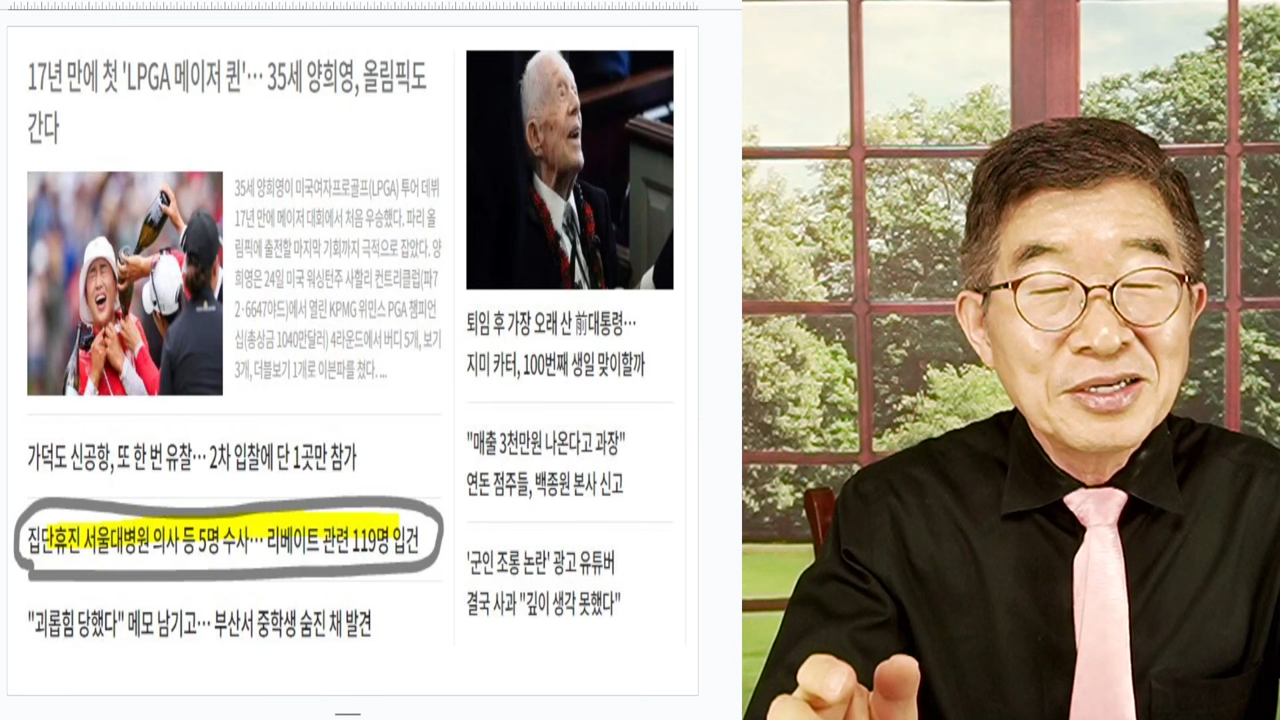 17년 만에 첫 'LPGA 메이저 퀸'… 35세 양희영, 올림픽도
간다
35세 양희영이 미국여자프로골프(LPGA) 투어 데뷔
17년 만에 메이저 대회에서 처음 우승했다. 파리 올
림픽에 출전할 마지막 기회까지 극적으로 잡았다. 양
희영은 24일 미국 워싱턴주 사할리 컨트리클럽(파7
2·6647야드)에서 열린 KPMG 위민스 PGA 챔피언
십(총상금 1040만달러) 4라운드에서 버디 5개, 보기
3개, 더블보기 1개로 이븐파를 쳤다. ...
가덕도 신공항, 또 한 번 유찰… 2차 입찰에 단 1곳만 참가
집단휴진 서울대병원 의사 등 5명 수사… 리베이트 관련 119명 입건
"괴롭힘 당했다" 메모 남기고… 부산서 중학생 숨진 채 발견
퇴임 후 가장 오래 산 前대통령…
지미 카터, 100번째 생일 맞이할까
"매출 3천만원 나온다고 과장"
연돈 점주들, 백종원 본사 신고
'군인 조롱 논란' 광고 유튜버
결국 사과 "깊이 생각 못했다"